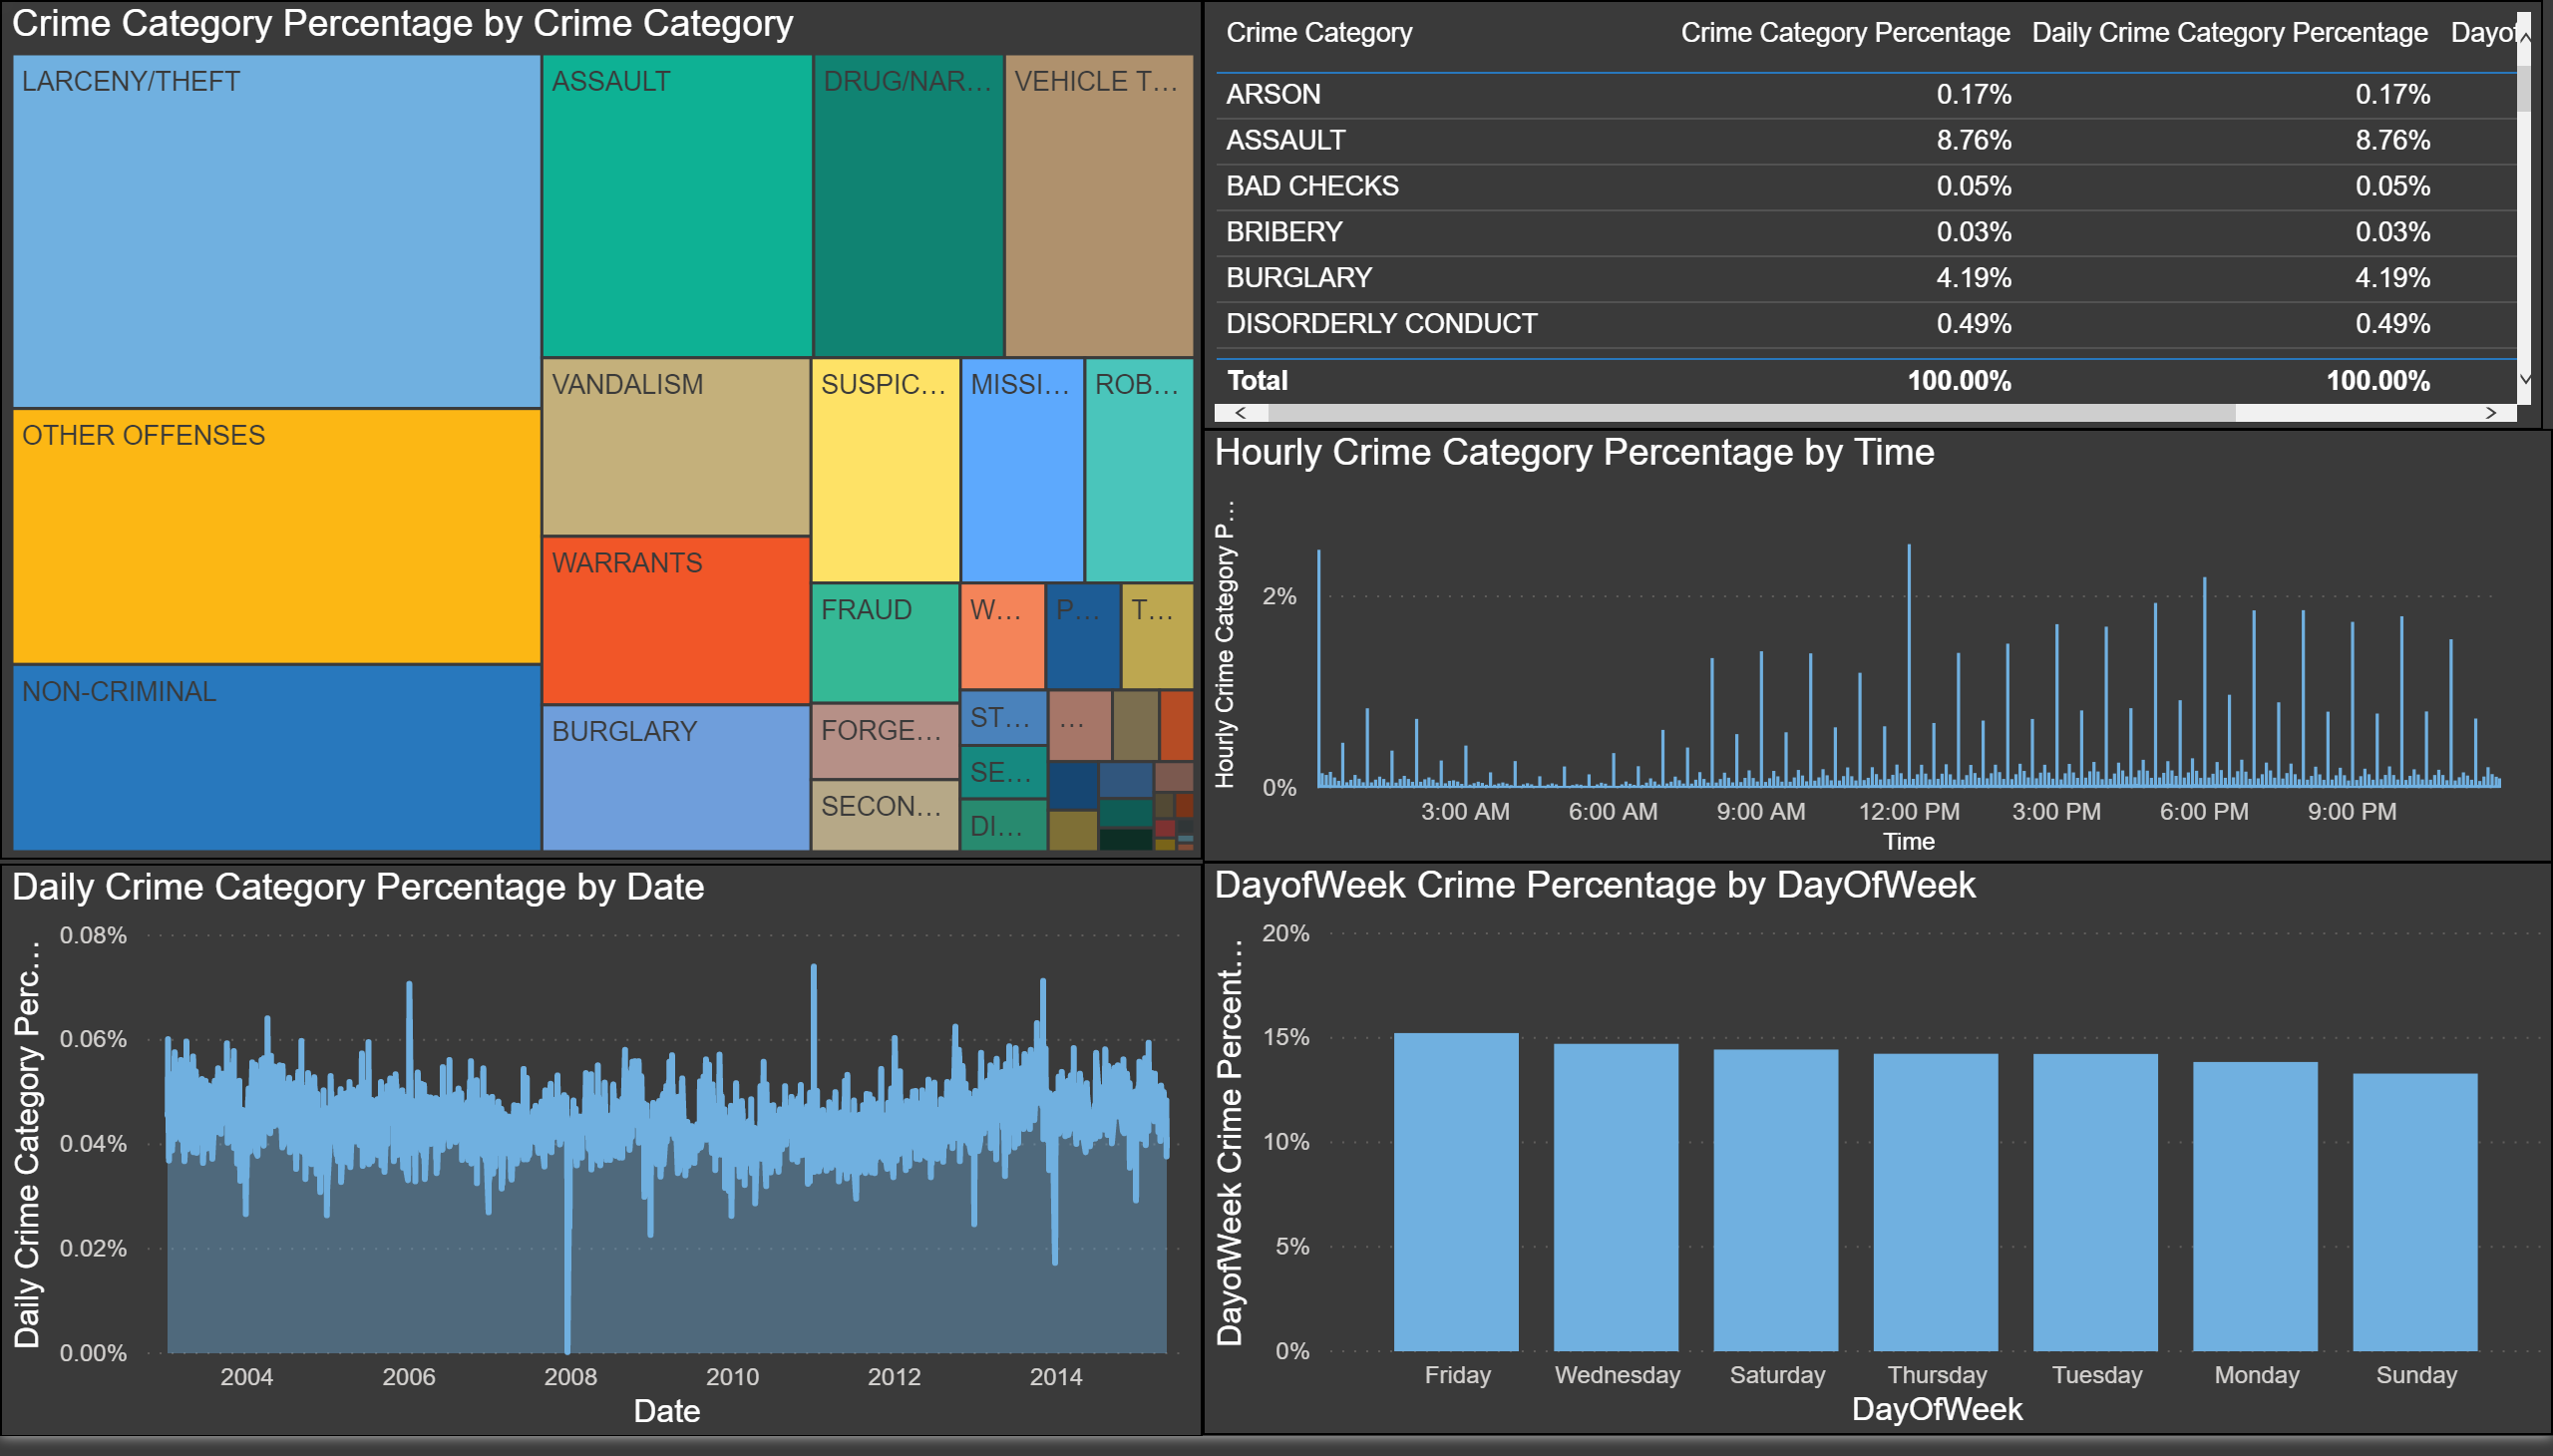 Crime Category Percentage by Crime Category
LARCENY/THEFT
OTHER OFFENSES
NON-CRIMINAL
ASSAULT
DRUG/NAR...
VEHICLE T...
VANDALISM
SUSPIC...
MISSI...
ROB...
WARRANTS
FRAUD
W...
P...
T...
BURGLARY
FORGE...
ST...
...
SE...
SECON...
DI...
Crime Category Crime Category Percentage Daily Crime Category Percentage Dayof
ARSON 0.17% 0.17%
ASSAULT 8.76% 8.76%
BAD CHECKS 0.05% 0.05%
BRIBERY 0.03% 0.03%
BURGLARY 4.19% 4.19%
DISORDERLY CONDUCT 0.49% 0.49%
Total 100.00% 100.00%
Hourly Crime Category Percentage by Time
Hourly Crime Category P...
2%
1%
0%
3:00 AM 6:00 AM 9:00 AM 12:00 PM 3:00 PM 6:00 PM 9:00 PM
Time
Daily Crime Category Percentage by Date
Daily Crime Category Perc...
0.08%
0.06%
0.04%
0.02%
0.00%
2004 2006 2008 2010 2012 2014
Date
DayofWeek Crime Percentage by DayOfWeek
DayofWeek Crime Percent...
20%
15%
10%
5%
0%
Friday Wednesday Saturday Thursday Tuesday Monday Sunday
DayOfWeek